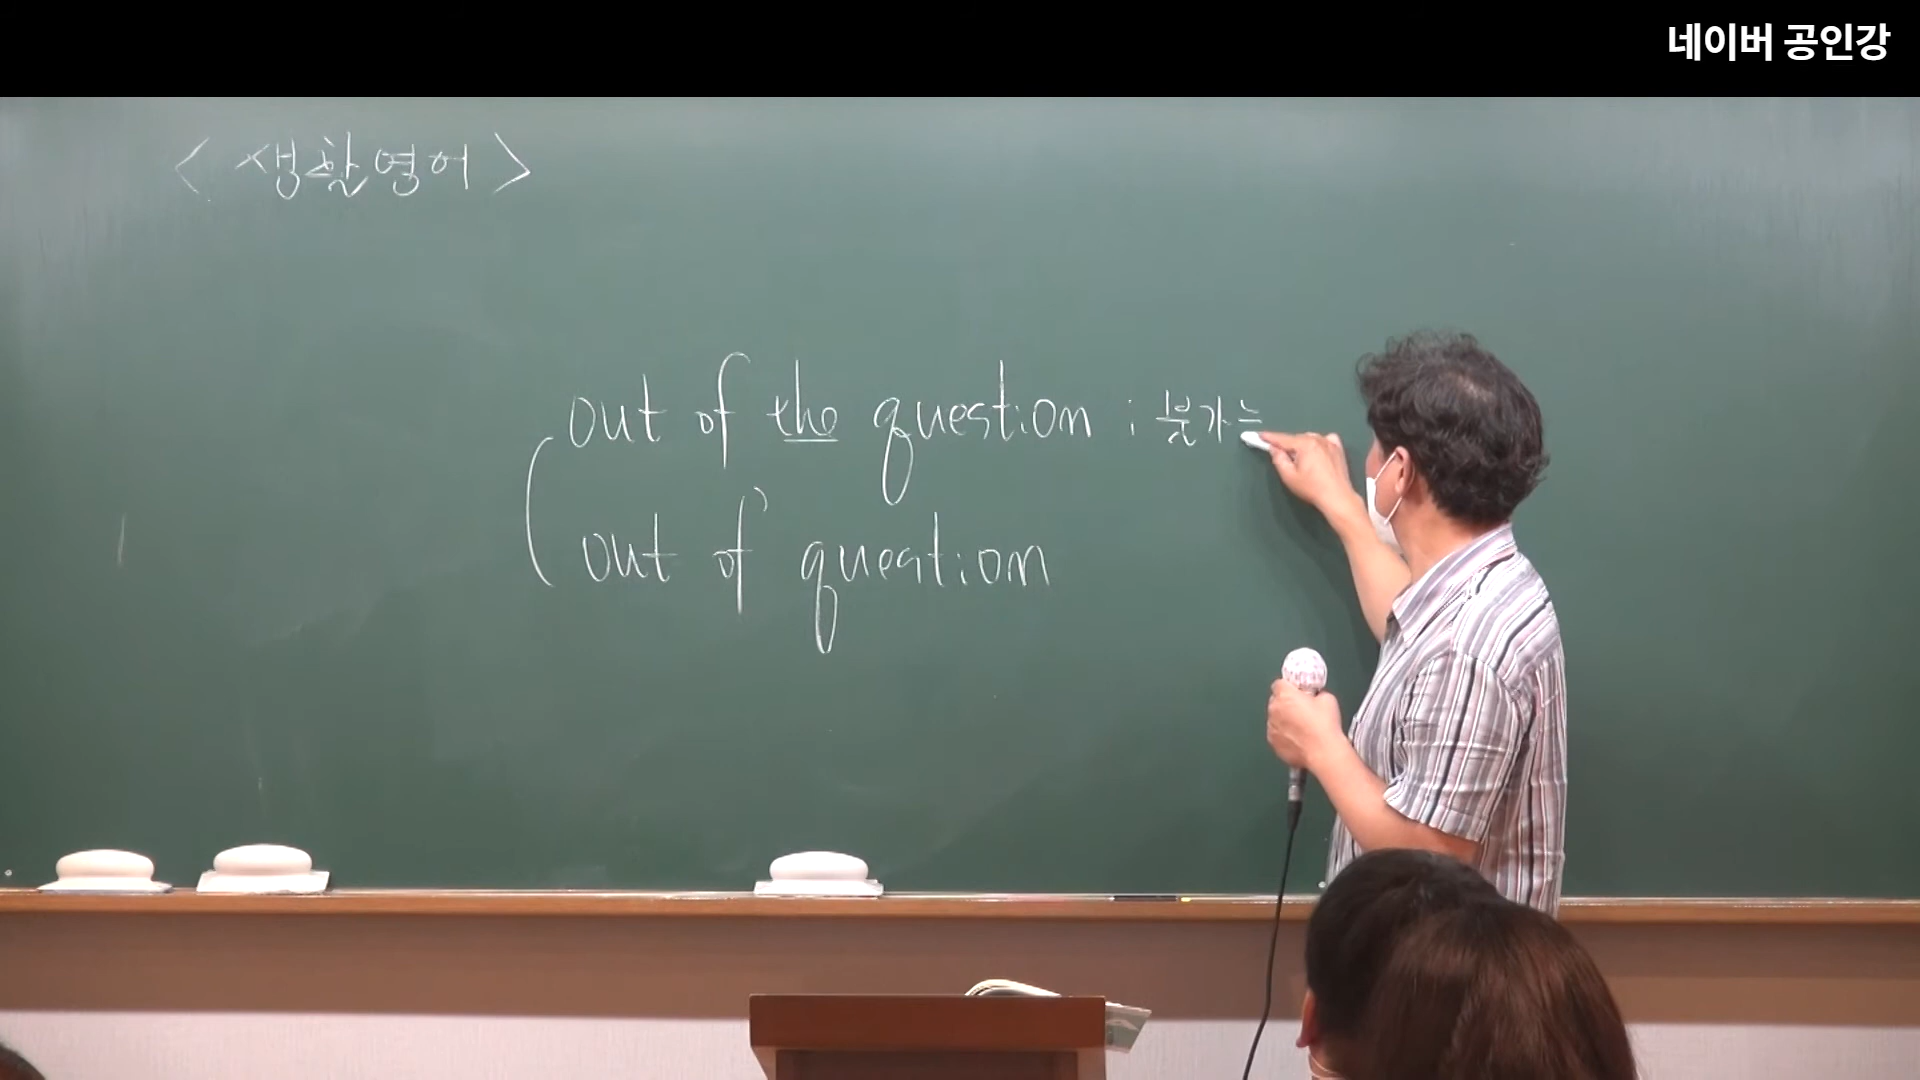 네이버 공인강
< 생활영어 >
out of the question : 불가능
out of question